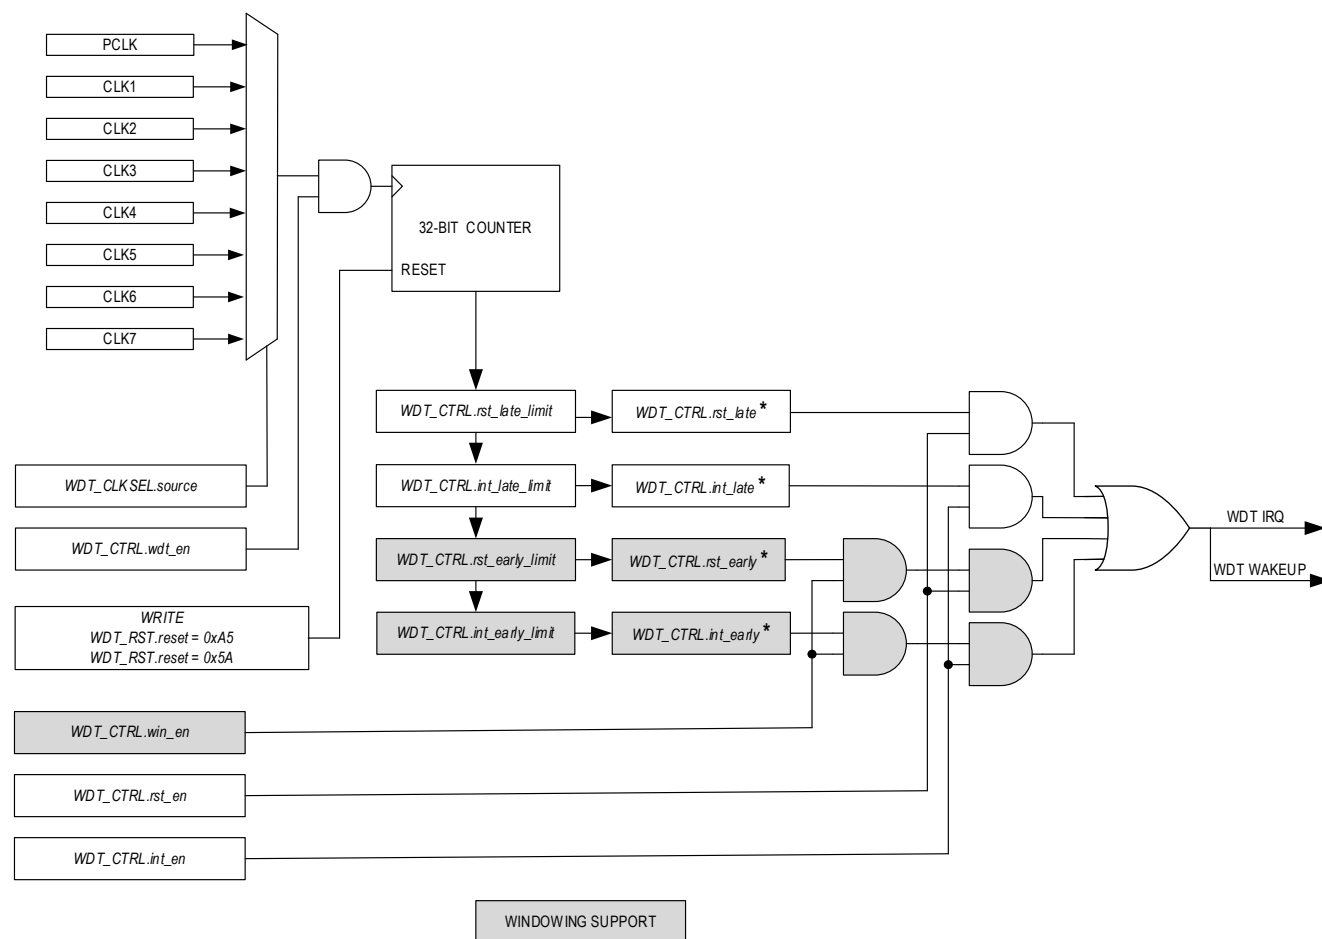 PCLK
CLK1
CLK2
CLK3
CLK4
CLK5
CLK6
CLK7
32-BIT COUNTER
RESET
WDT_CTRL.rst_late_limit
WDT_CTRL.rst_late *
WDT_CLKSEL.source
WDT_CTRL.int_late_limit
WDT_CTRL.int_late *
WDT IRQ
WDT_CTRL.wdt_en
WDT_CTRL.rst_early_limit
WDT_CTRL.rst_early *
WDT WAKEUP
WRITE
WDT_RST.reset = 0xA5
WDT_RST.reset = 0x5A
WDT_CTRL.int_early_limit
WDT_CTRL.int_early *
WDT_CTRL.win_en
WDT_CTRL.rst_en
WDT_CTRL.int_en
WINDOWING SUPPORT